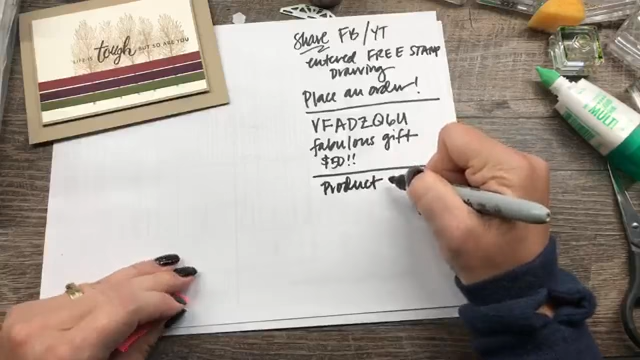 LIFE IS tough BUT SO ARE YOU
Share FB/YT
entered FREE STAMP
Drawing
Place an order!
VFADZQ6U
fabulous gift
$50!!
Product
MULTI